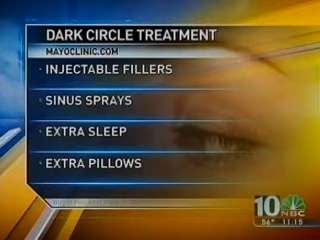 DARK CIRCLE TREATMENT
MAYOCLINIC.COM
· INJECTABLE FILLERS
· SINUS SPRAYS
· EXTRA SLEEP
· EXTRA PILLOWS
10
NBC
56° 11:15